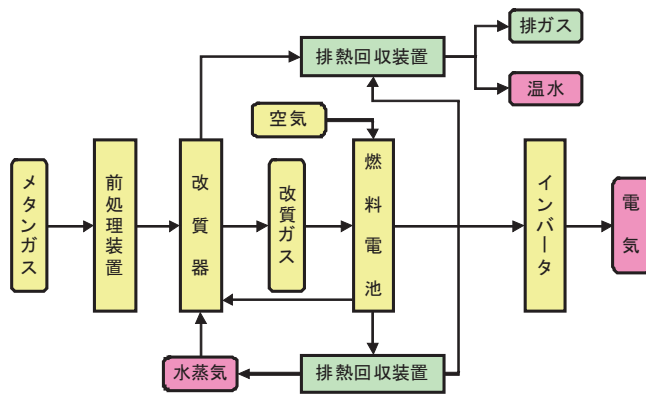 排熱回収装置
排ガス
温水
空気
メタンガス
前処理装置
改質器
改質ガス
燃料電池
インバータ
電気
水蒸気
排熱回収装置